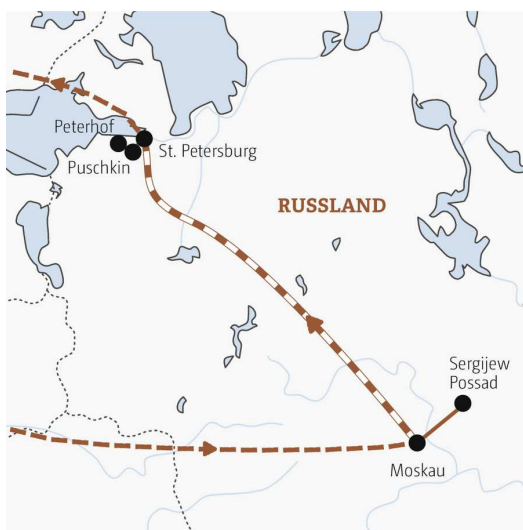 Peterhof
St. Petersburg
Puschkin
RUSSLAND
Sergijew
Possad
Moskau